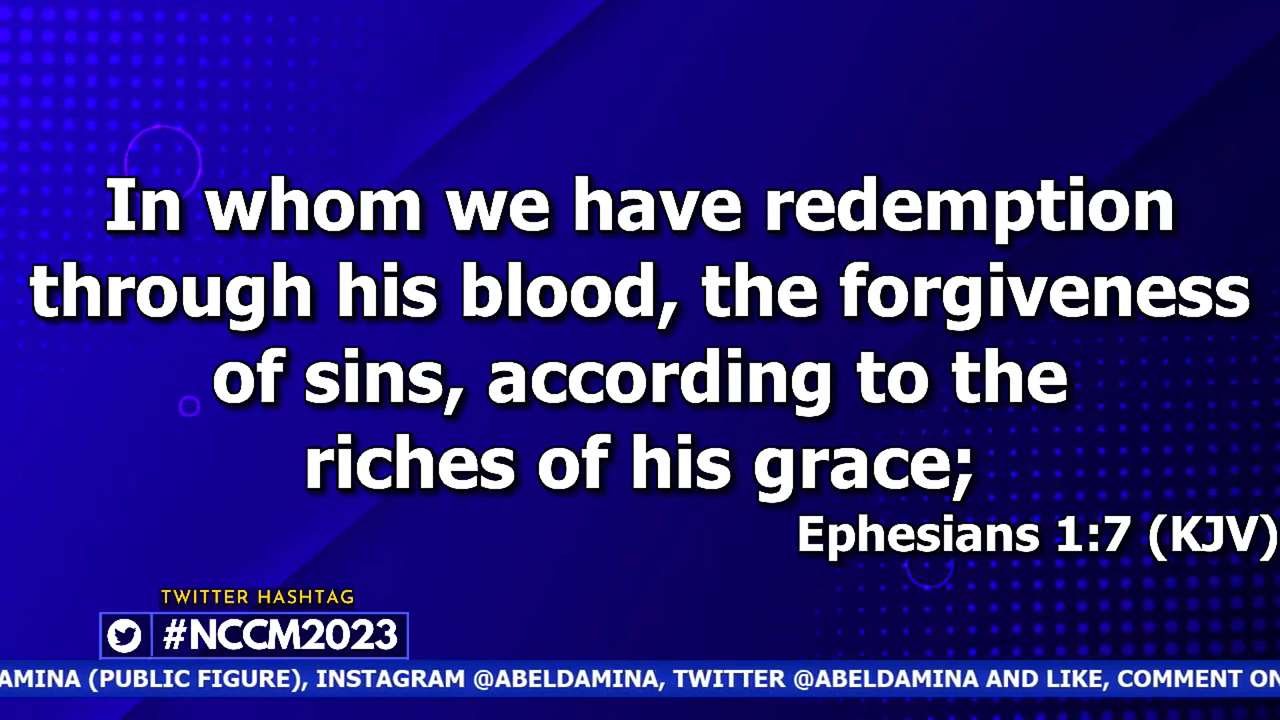 In whom we have redemption
through his blood, the forgiveness
of sins, according to the
riches of his grace;
Ephesians 1:7 (KJV)
TWITTER HASHTAG
#NCCM2023
AMINA (PUBLIC FIGURE), INSTAGRAM @ABELDAMINA, TWITTER @ABELDAMINA AND LIKE, COMMENT ON